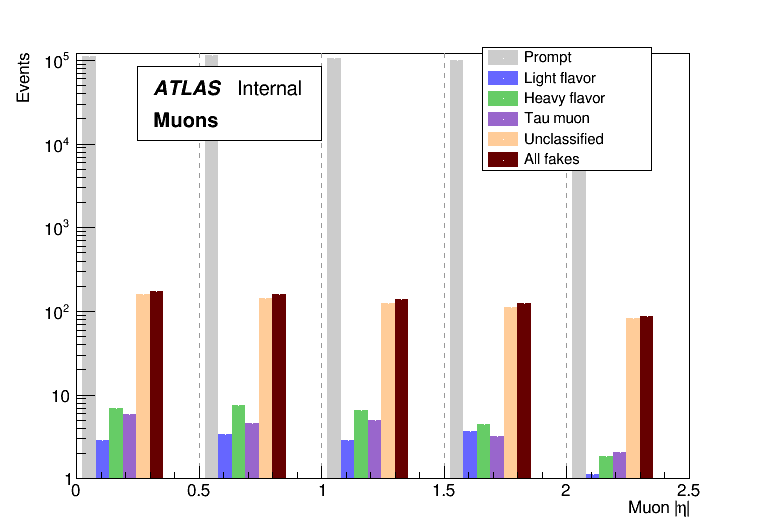 Events
10^5
10^4
10^3
10^2
10
1
ATLAS Internal
Muons
Prompt
Light flavor
Heavy flavor
Tau muon
Unclassified
All fakes
0 0.5 1 1.5 2 2.5
Muon |η|